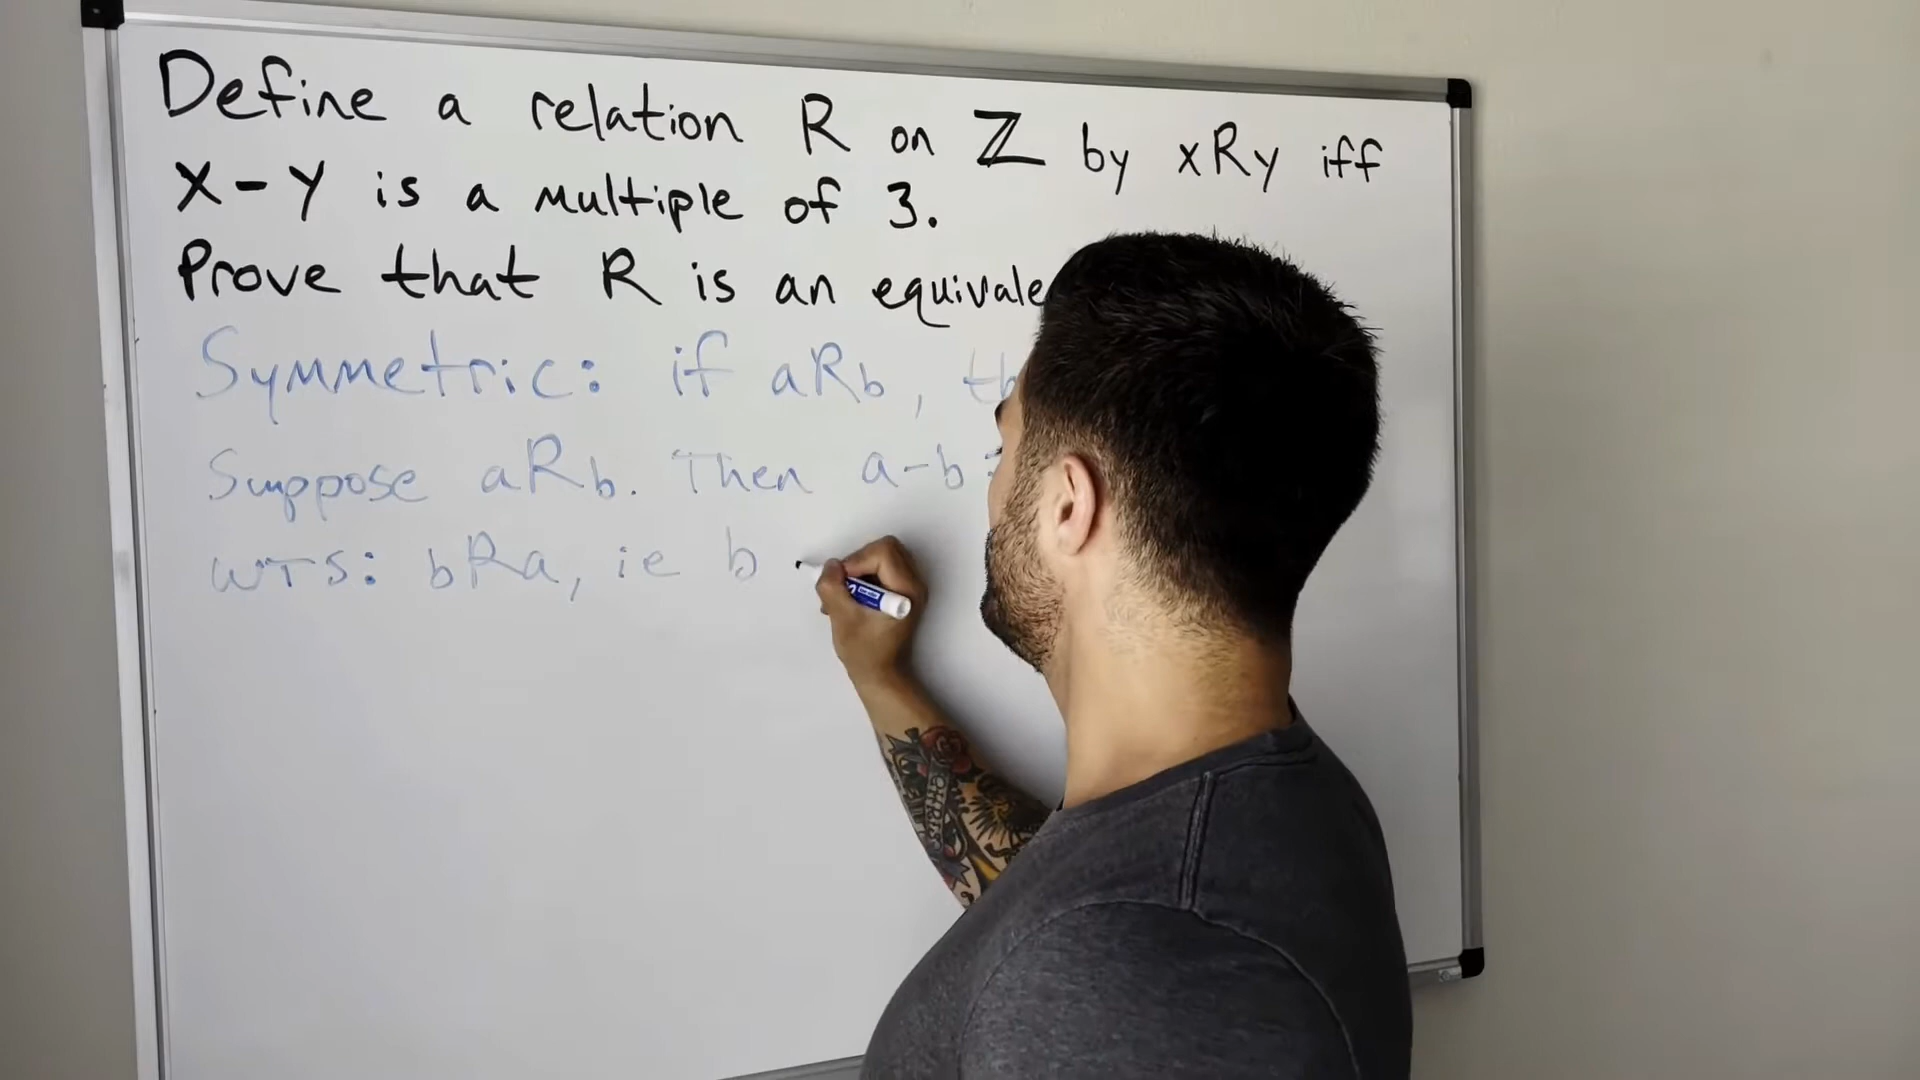 Define a relation R on ℤ by xRy iff
x-y is a multiple of 3.
Prove that R is an equivale
Symmetric: if aRb, th
Suppose aRb. Then a-b
WTS: bRa, ie b
CHRIS